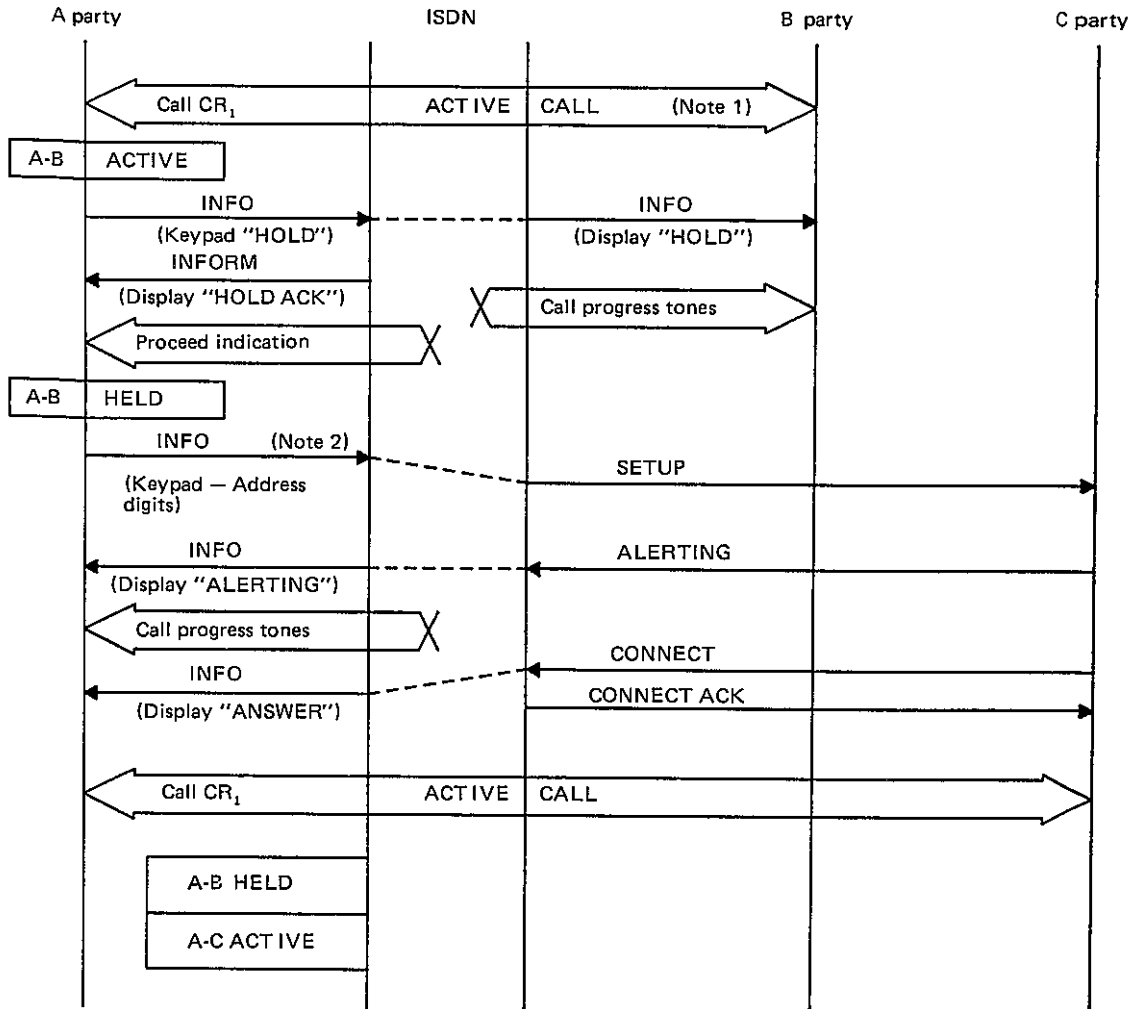 A party ISDN B party C party
Call CR₁ ACTIVE CALL (Note 1)
A-B ACTIVE
INFO INFO
(Keypad "HOLD") (Display "HOLD")
INFORM
(Display "HOLD ACK")
Call progress tones
Proceed indication
A-B HELD
INFO (Note 2)
SETUP
(Keypad — Address
digits)
INFO ALERTING
(Display "ALERTING")
Call progress tones
CONNECT
INFO
CONNECT ACK
(Display "ANSWER")
Call CR₁ ACTIVE CALL
A-B HELD
A-C ACTIVE